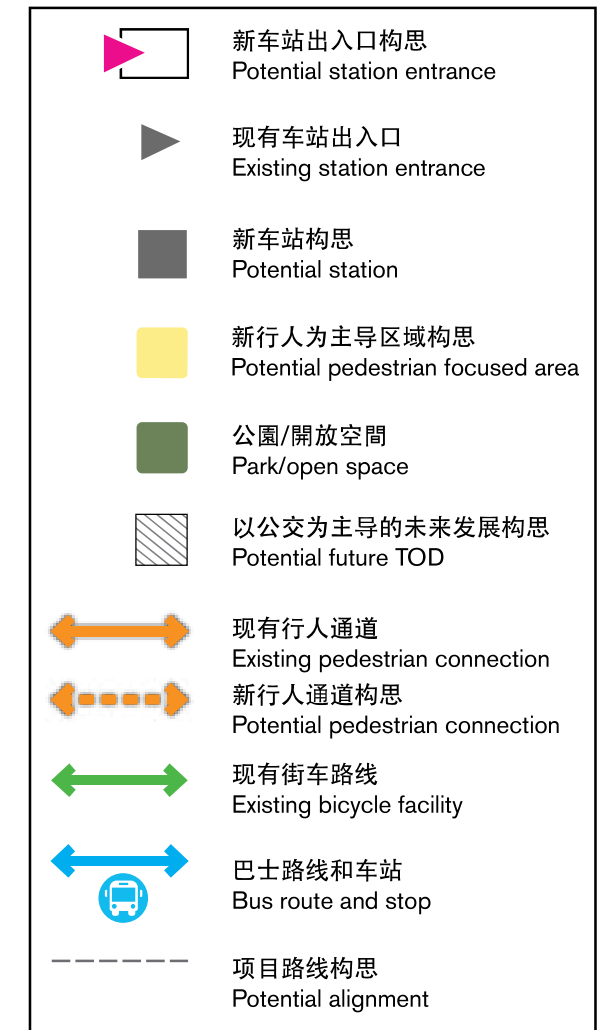 新车站出入口构思
Potential station entrance
现有车站出入口
Existing station entrance
新车站构思
Potential station
新行人为主导区域构思
Potential pedestrian focused area
公園/開放空間
Park/open space
以公交为主导的未来发展构思
Potential future TOD
现有行人通道
Existing pedestrian connection
新行人通道构思
Potential pedestrian connection
现有街车路线
Existing bicycle facility
巴士路线和车站
Bus route and stop
项目路线构思
Potential alignment